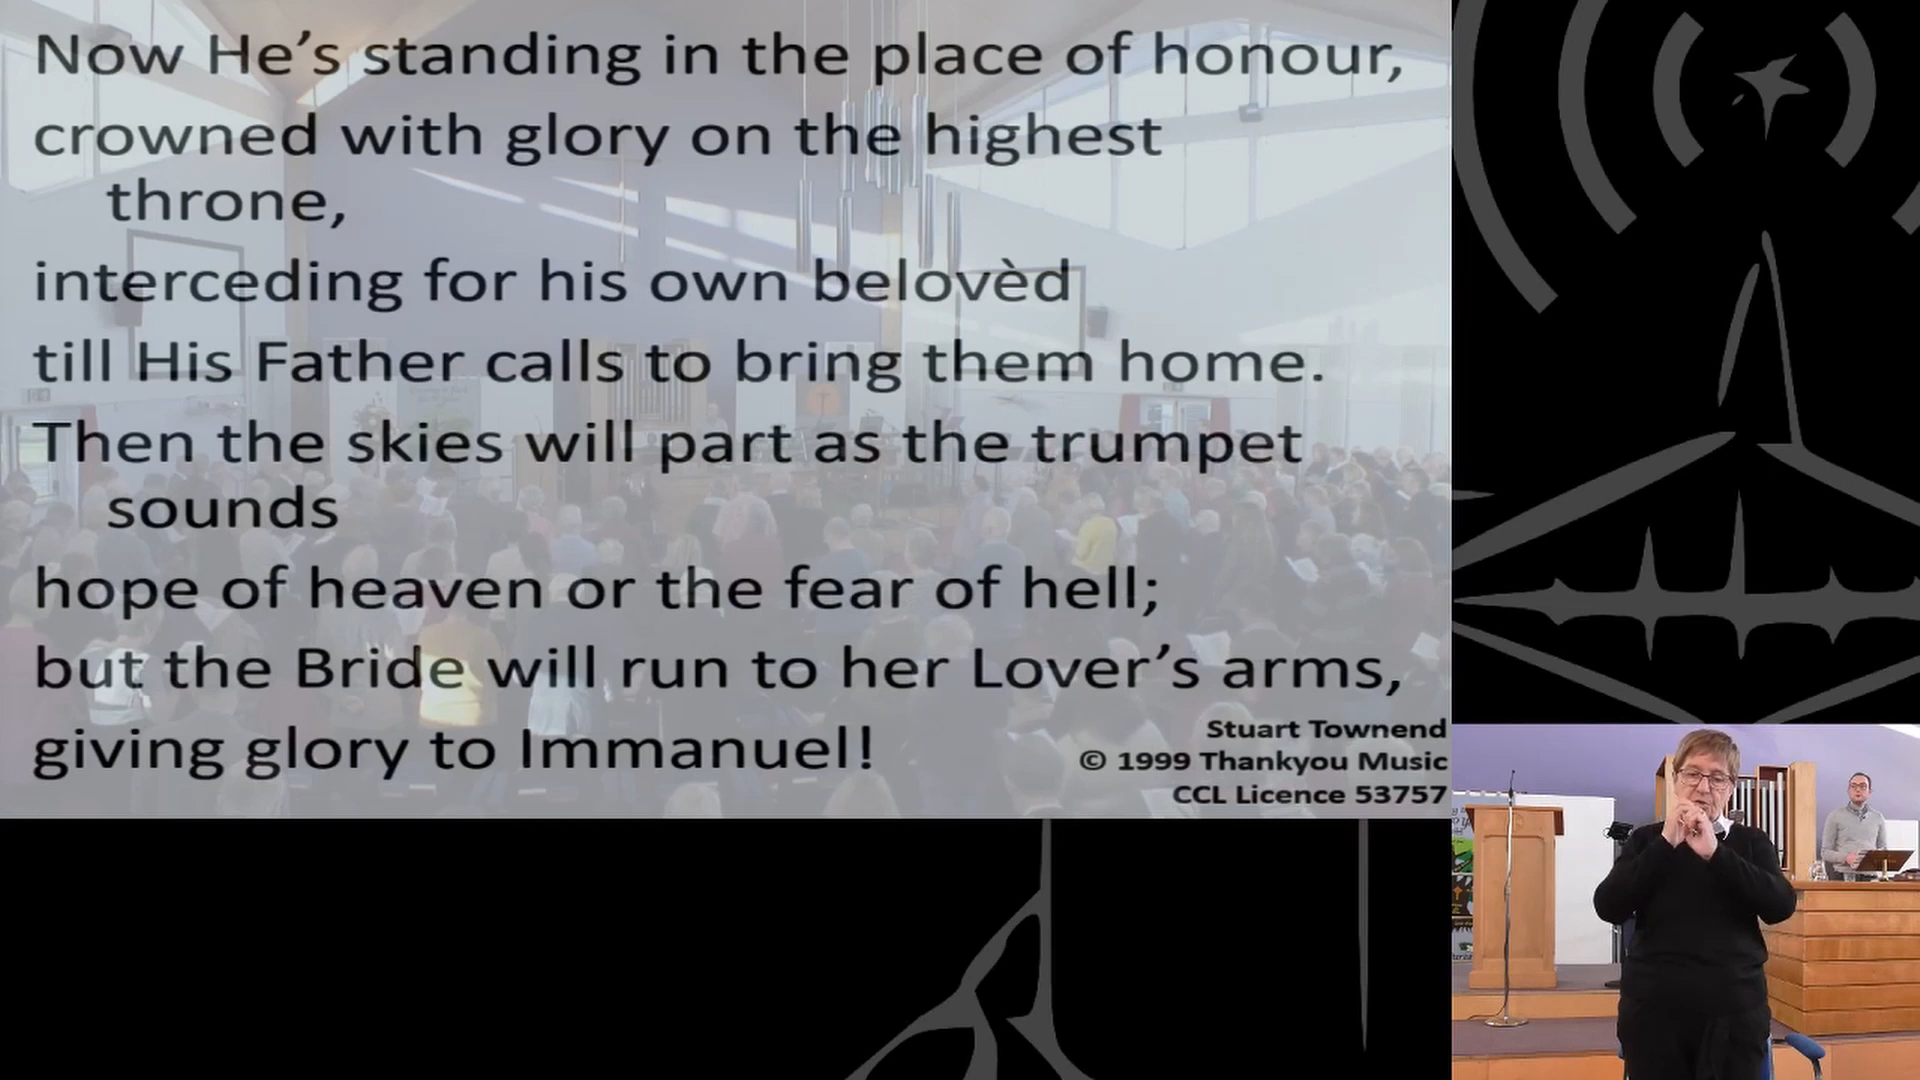 Now He’s standing in the place of honour,
crowned with glory on the highest
throne,
interceding for his own belovèd
till His Father calls to bring them home.
Then the skies will part as the trumpet
sounds
hope of heaven or the fear of hell;
but the Bride will run to her Lover’s arms,
giving glory to Immanuel!
Stuart Townend
© 1999 Thankyou Music
CCL Licence 53757